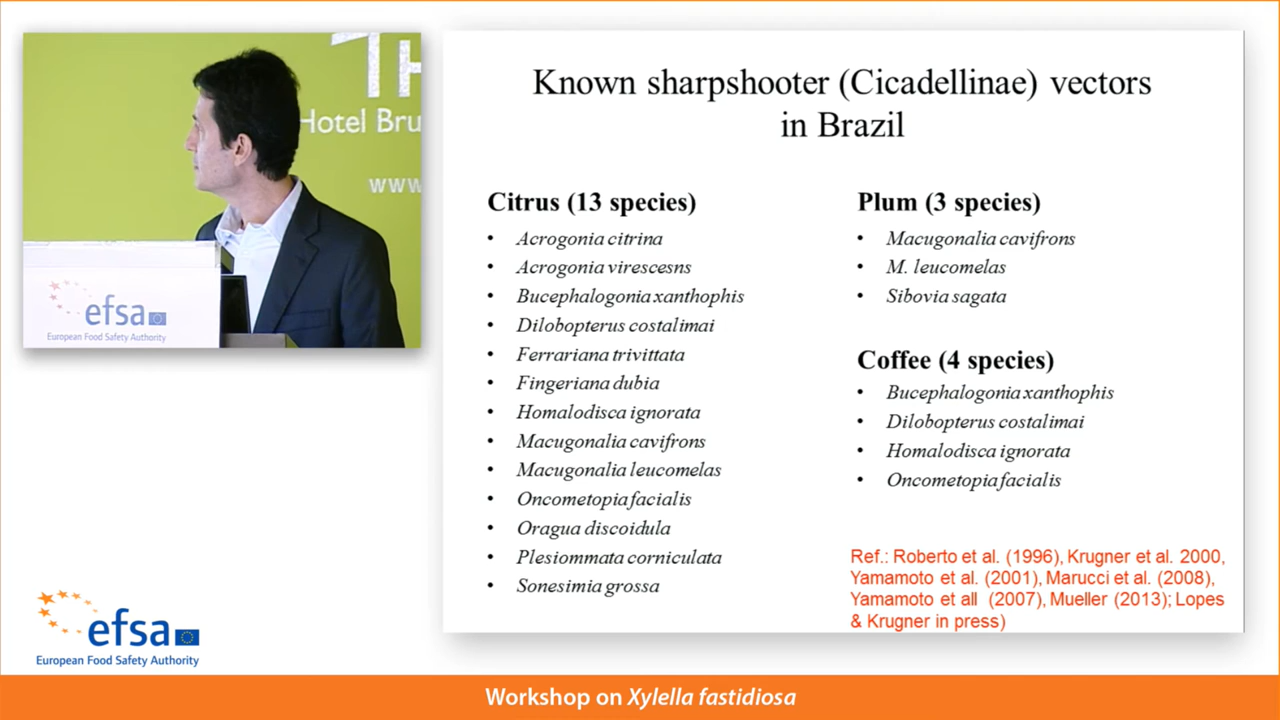 TH
Hotel Bru
www
efsa
European Food Safety Authority
Known sharpshooter (Cicadellinae) vectors
in Brazil
Citrus (13 species)
• Acrogonia citrina
• Acrogonia virescesns
• Bucephalogonia xanthophis
• Dilobopterus costalimai
• Ferrariana trivittata
• Fingeriana dubia
• Homalodisca ignorata
• Macugonalia cavifrons
• Macugonalia leucomelas
• Oncometopia facialis
• Oragua discoidula
• Plesiommata corniculata
• Sonesimia grossa
Plum (3 species)
• Macugonalia cavifrons
• M. leucomelas
• Sibovia sagata
Coffee (4 species)
• Bucephalogonia xanthophis
• Dilobopterus costalimai
• Homalodisca ignorata
• Oncometopia facialis
Ref.: Roberto et al. (1996), Krugner et al. 2000,
Yamamoto et al. (2001), Marucci et al. (2008),
Yamamoto et all (2007), Mueller (2013); Lopes
& Krugner in press)
efsa
European Food Safety Authority
Workshop on Xylella fastidiosa